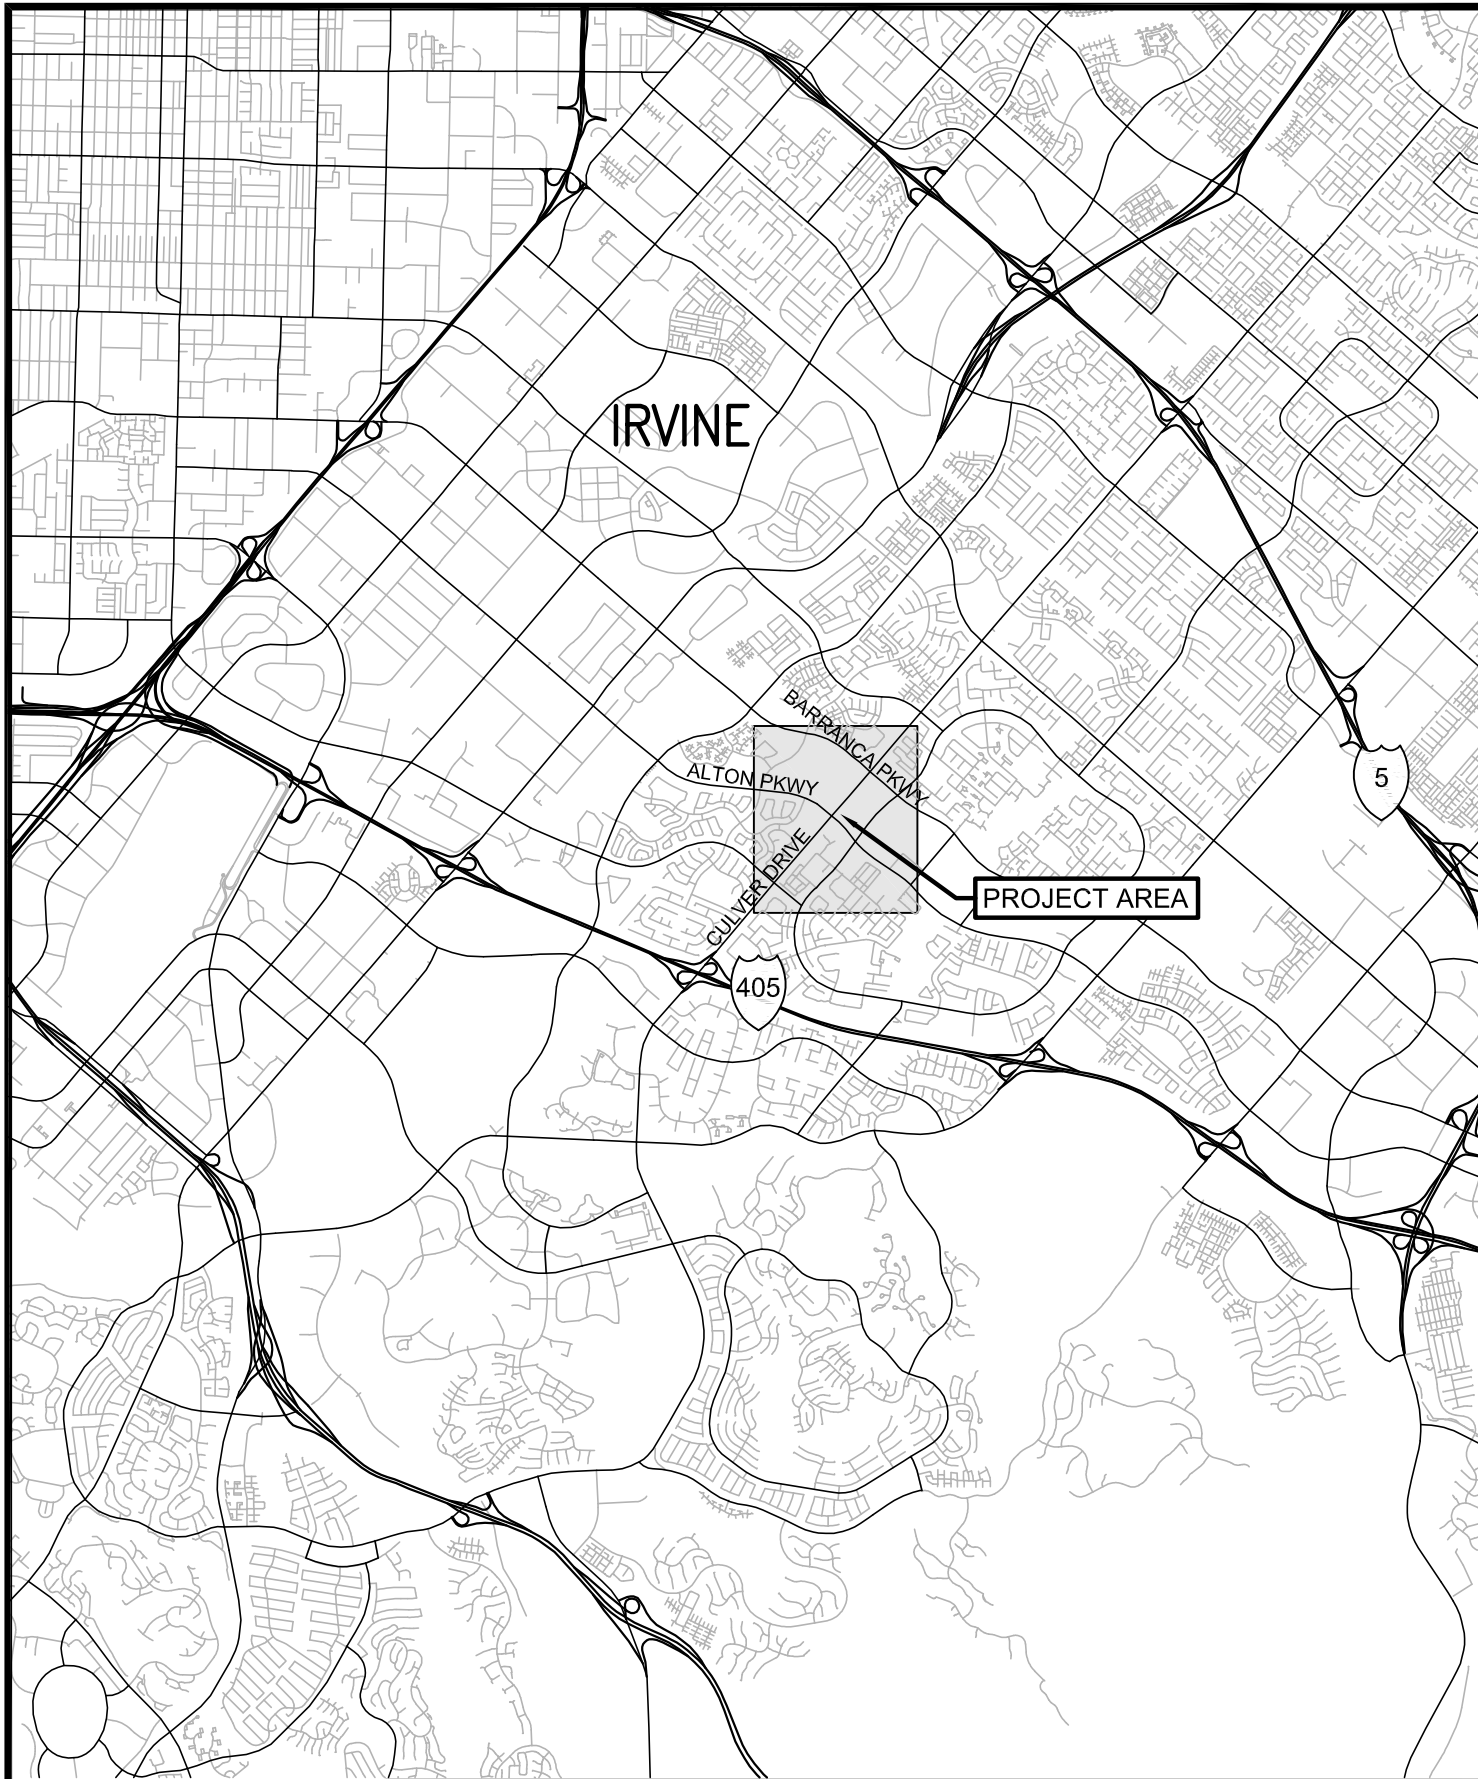 IRVINE
BARRANCA PKWY
ALTON PKWY
5
CULVER DRIVE
PROJECT AREA
405